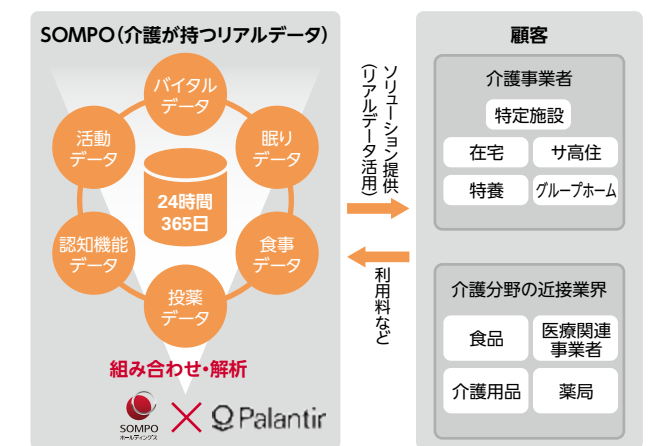 SOMPO（介護が持つリアルデータ）
バイタル
データ
活動
データ
眠り
データ
24時間
365日
認知機能
データ
食事
データ
投薬
データ
組み合わせ・解析
SOMPO
ホールディングス
×
Palantir
ソリューション提供
（リアルデータ活用）
利用料など
顧客
介護事業者
特定施設
在宅
サ高住
特養
グループホーム
介護分野の近接業界
食品
医療関連
事業者
介護用品
薬局